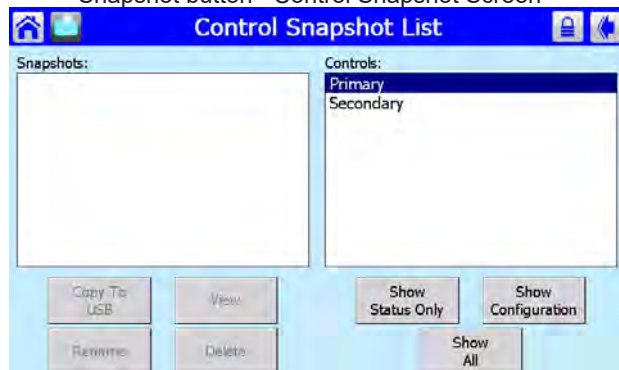 Snapshot button - Control Snapshot Screen
Control Snapshot List
Snapshots:
Controls:
Primary
Secondary
Copy To
USB
View
Show
Status Only
Show
Configuration
Rename
Delete
Show
All